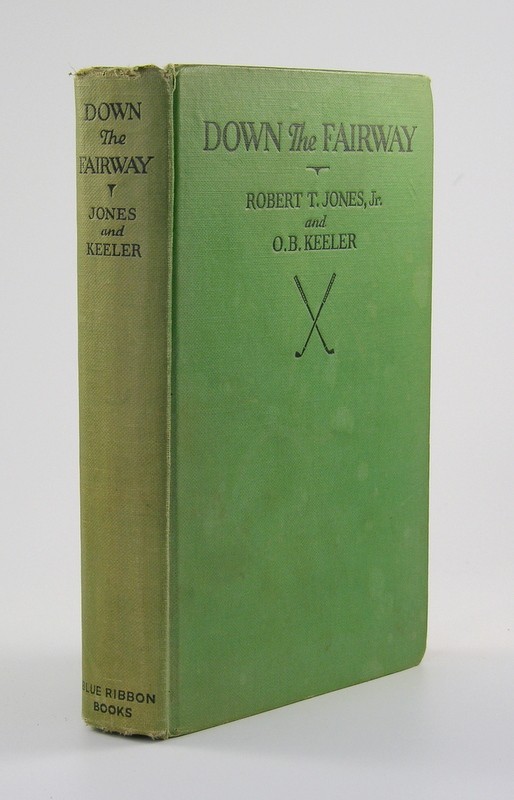 DOWN
The
FAIRWAY
JONES
and
KEELER
BLUE RIBBON
BOOKS
DOWN The FAIRWAY
ROBERT T. JONES, Jr.
and
O.B. KEELER